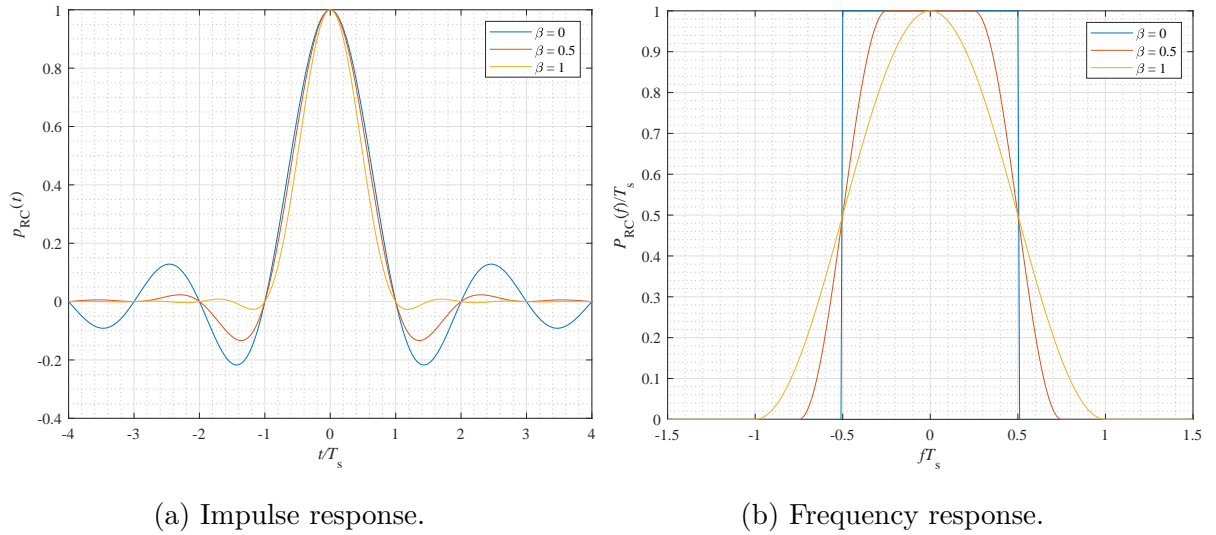 1
0.8
0.6
0.4
0.2
0
-0.2
-0.4
-4 -3 -2 -1 0 1 2 3 4
t/T_s
p_RC(t)
β = 0
β = 0.5
β = 1
1
0.9
0.8
0.7
0.6
0.5
0.4
0.3
0.2
0.1
0
-1.5 -1 -0.5 0 0.5 1 1.5
fT_s
P_RC(f)/T_s
β = 0
β = 0.5
β = 1
(a) Impulse response.
(b) Frequency response.